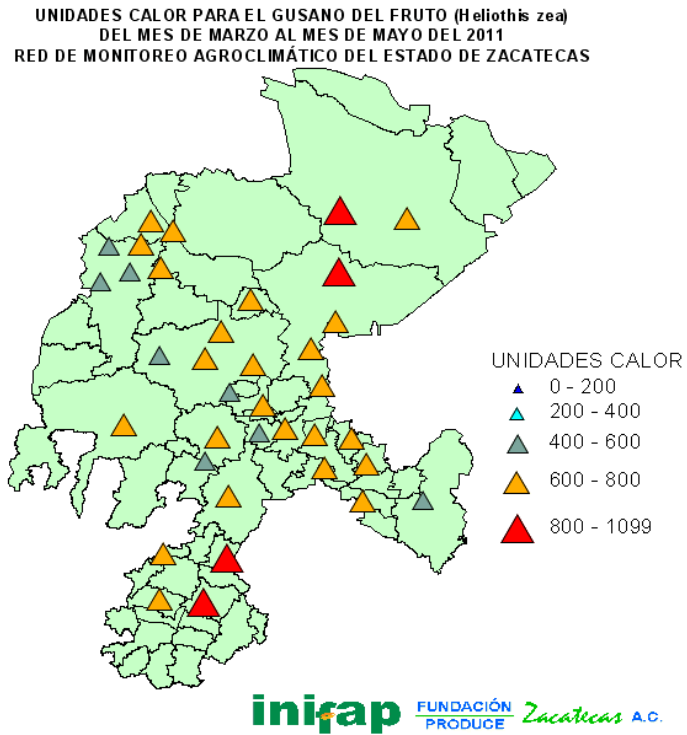 UNIDADES CALOR PARA EL GUSANO DEL FRUTO (Heliothis zea)
DEL MES DE MARZO AL MES DE MAYO DEL 2011
RED DE MONITOREO AGROCLIMÁTICO DEL ESTADO DE ZACATECAS
UNIDADES CALOR
0 - 200
200 - 400
400 - 600
600 - 800
800 - 1099
inifap
FUNDACIÓN
PRODUCE
Zacatecas A.C.